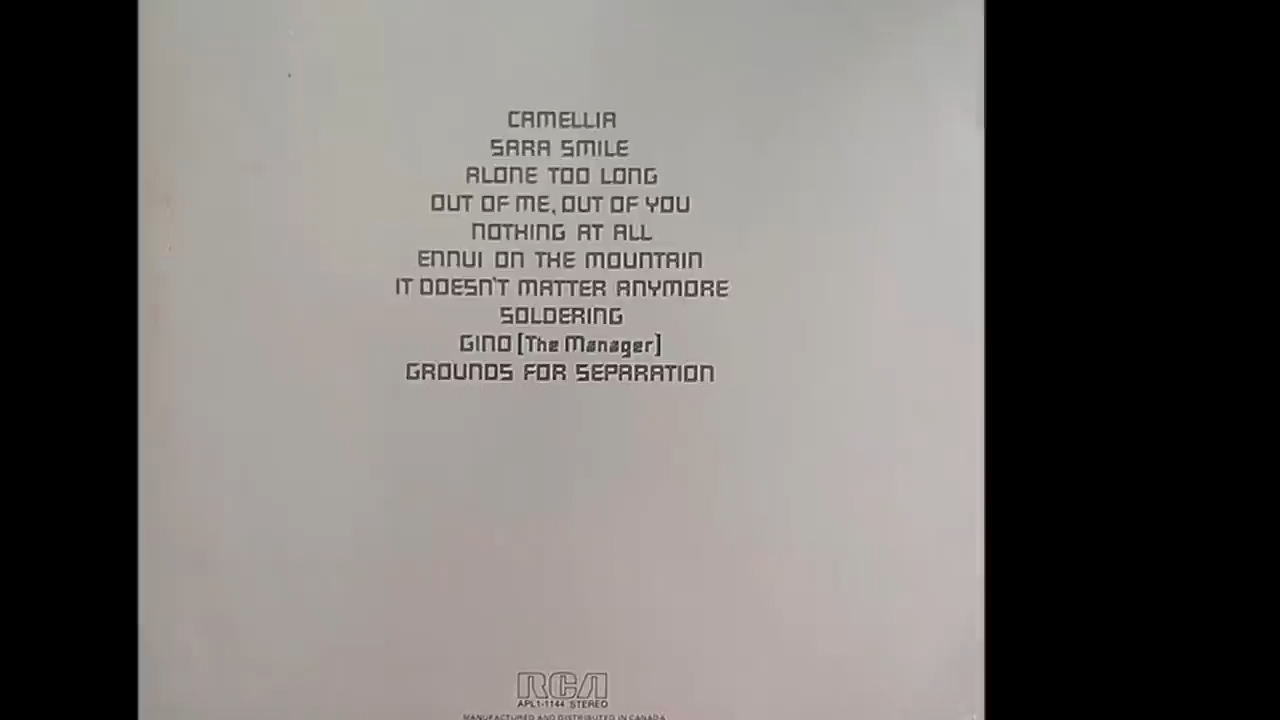 CAMELLIA
SARA SMILE
ALONE TOO LONG
OUT OF ME, OUT OF YOU
NOTHING AT ALL
ENNUI ON THE MOUNTAIN
IT DOESN'T MATTER ANYMORE
SOLDERING
GINO [The Manager]
GROUNDS FOR SEPARATION
RCA
APL1-1144 STEREO
MANUFACTURED AND DISTRIBUTED IN CANADA